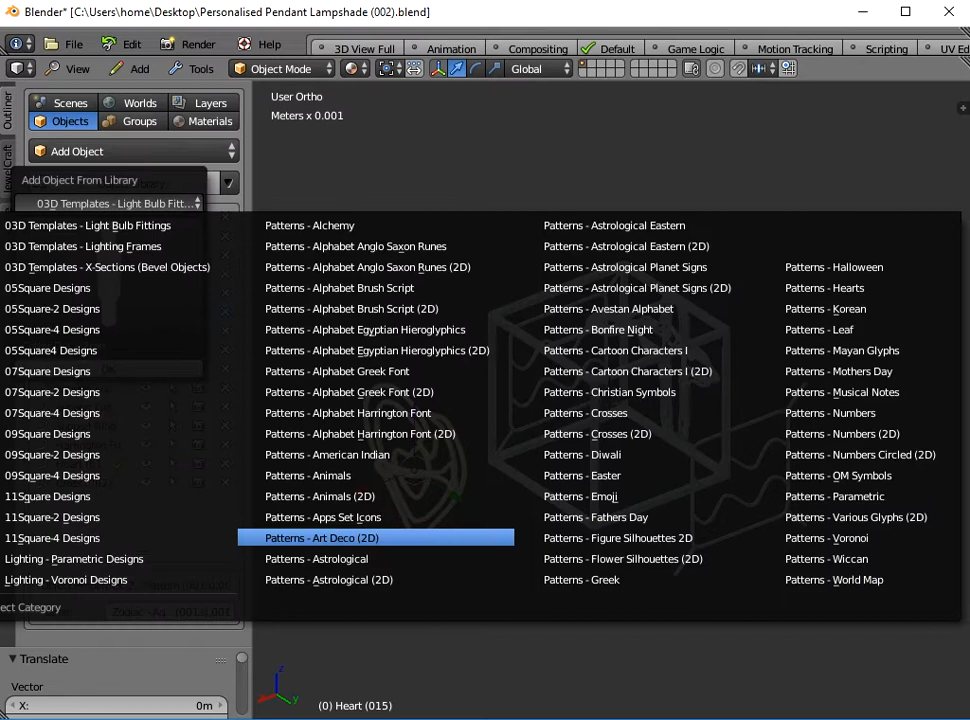 Blender* [C:\Users\home\Desktop\Personalised Pendant Lampshade (002).blend]
File Edit Render Help 3D View Full Animation Compositing Default Game Logic Motion Tracking Scripting UV Ed
View Add Tools Object Mode Global
Outliner
JewelCraft
Scenes Worlds Layers
Objects Groups Materials
Add Object
Add Object From Library
03D Templates - Light Bulb Fitt...
User Ortho
Meters x 0.001
03D Templates - Light Bulb Fittings
03D Templates - Lighting Frames
03D Templates - X-Sections (Bevel Objects)
05Square Designs
05Square-2 Designs
05Square-4 Designs
05Square4 Designs
07Square Designs
07Square-2 Designs
07Square-4 Designs
09Square Designs
09Square-2 Designs
09Square-4 Designs
11Square Designs
11Square-2 Designs
11Square-4 Designs
Lighting - Parametric Designs
Lighting - Voronoi Designs
ect Category
Patterns - Alchemy
Patterns - Alphabet Anglo Saxon Runes
Patterns - Alphabet Anglo Saxon Runes (2D)
Patterns - Alphabet Brush Script
Patterns - Alphabet Brush Script (2D)
Patterns - Alphabet Egyptian Hieroglyphics
Patterns - Alphabet Egyptian Hieroglyphics (2D)
Patterns - Alphabet Greek Font
Patterns - Alphabet Greek Font (2D)
Patterns - Alphabet Harrington Font
Patterns - Alphabet Harrington Font (2D)
Patterns - American Indian
Patterns - Animals
Patterns - Animals (2D)
Patterns - Apps Set Icons
Patterns - Art Deco (2D)
Patterns - Astrological
Patterns - Astrological (2D)
Patterns - Astrological Eastern
Patterns - Astrological Eastern (2D)
Patterns - Astrological Planet Signs
Patterns - Astrological Planet Signs (2D)
Patterns - Avestan Alphabet
Patterns - Bonfire Night
Patterns - Cartoon Characters I
Patterns - Cartoon Characters I (2D)
Patterns - Christian Symbols
Patterns - Crosses
Patterns - Crosses (2D)
Patterns - Diwali
Patterns - Easter
Patterns - Emoji
Patterns - Fathers Day
Patterns - Figure Silhouettes 2D
Patterns - Flower Silhouettes (2D)
Patterns - Greek
Patterns - Halloween
Patterns - Hearts
Patterns - Korean
Patterns - Leaf
Patterns - Mayan Glyphs
Patterns - Mothers Day
Patterns - Musical Notes
Patterns - Numbers
Patterns - Numbers (2D)
Patterns - Numbers Circled (2D)
Patterns - OM Symbols
Patterns - Parametric
Patterns - Various Glyphs (2D)
Patterns - Voronoi
Patterns - Wiccan
Patterns - World Map
Translate
Vector
X: 0m
z
x
y
(0) Heart (015)